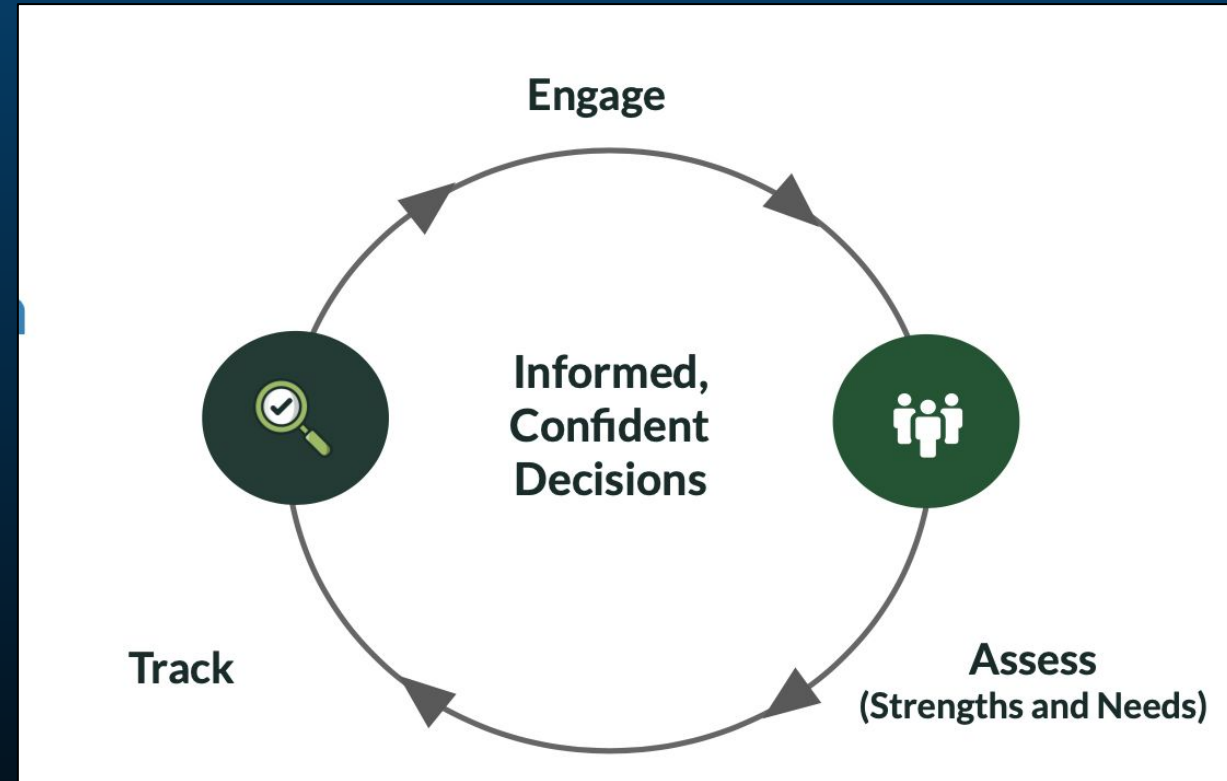 Engage
Informed,
Confident
Decisions
Track
Assess
(Strengths and Needs)